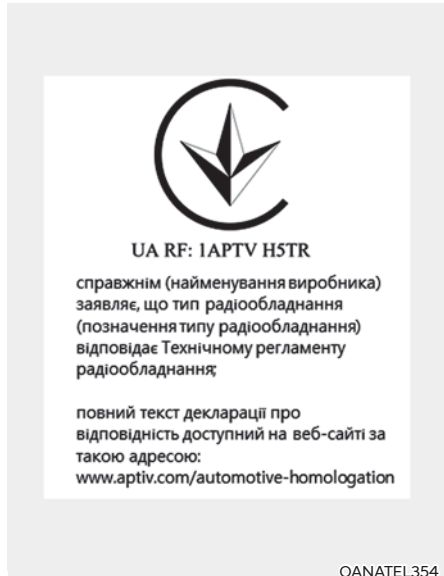 UA RF: 1APTV H5TR
справжнім (найменування виробника)
заявляє, що тип радіообладнання
(позначення типу радіообладнання)
відповідає Технічному регламенту
радіообладнання;
повний текст декларації про
відповідність доступний на веб-сайті за
такою адресою:
www.aptiv.com/automotive-homologation
OANATEL354